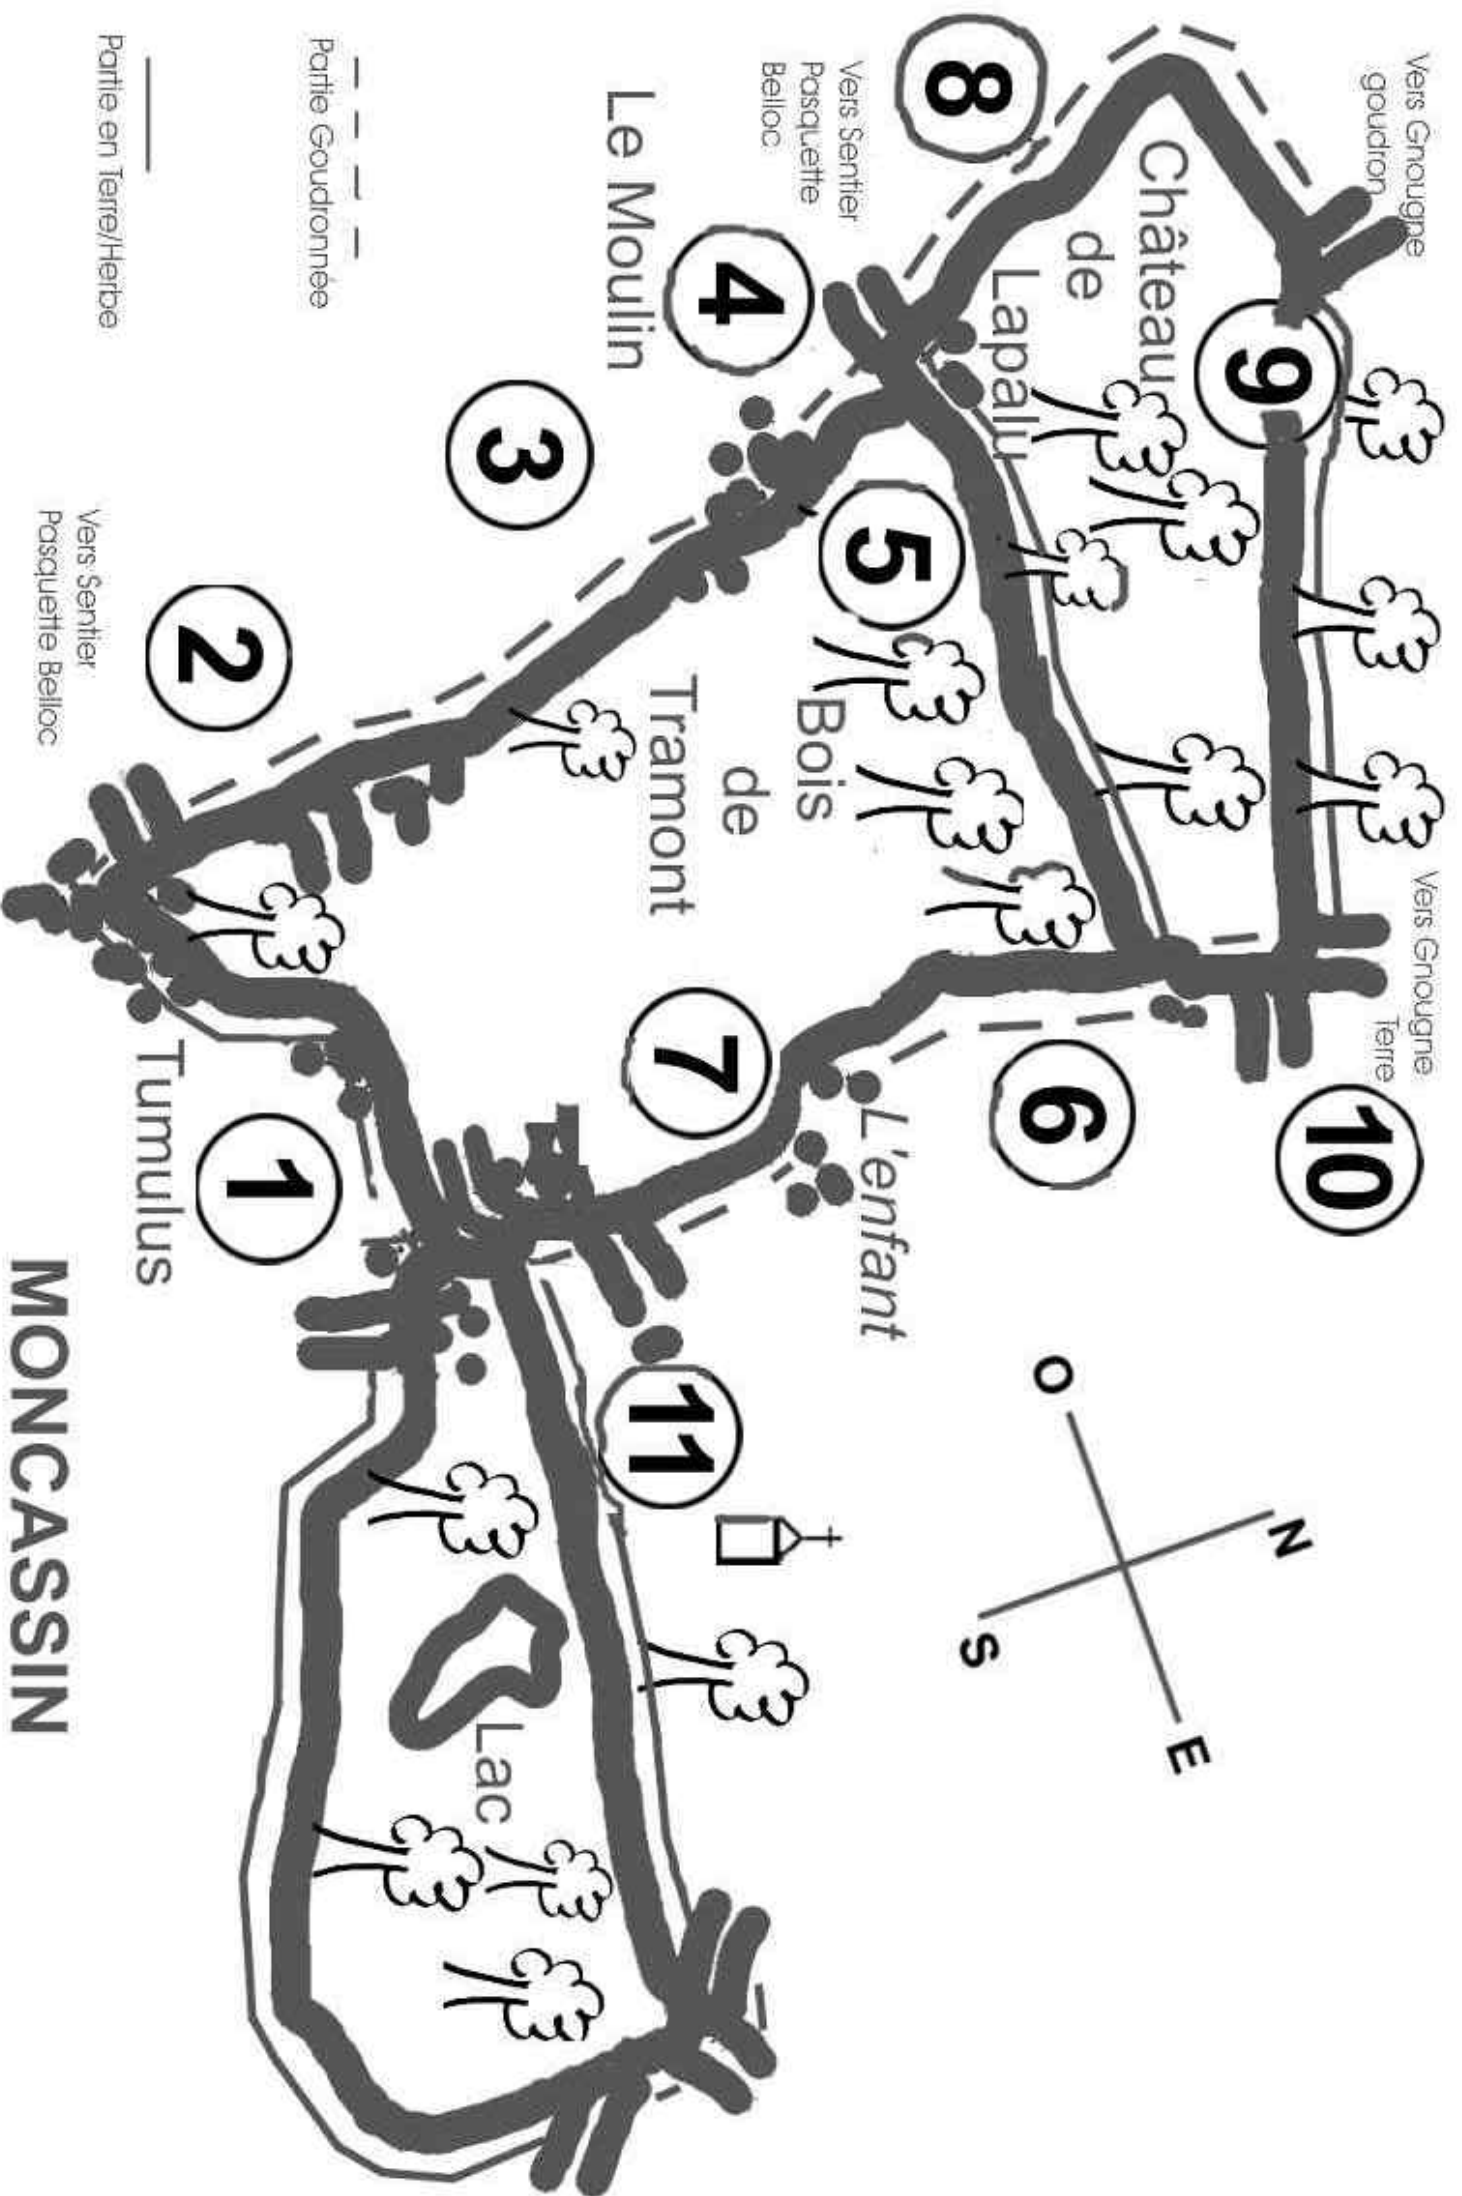 Vers Gnougne
goudron
Vers Gnougne
Terre
8
Château
de
Lapalu
9
10
Vers Sentier
Pasquette
Belloc
4
Le Moulin
5
6
L'enfant
3
Bois
de
Tramont
7
N
O
E
S
Partie Goudronnée
Partie en Terre/Herbe
2
Vers Sentier
Pasquette Belloc
11
1
Tumulus
Lac
MONCASSIN